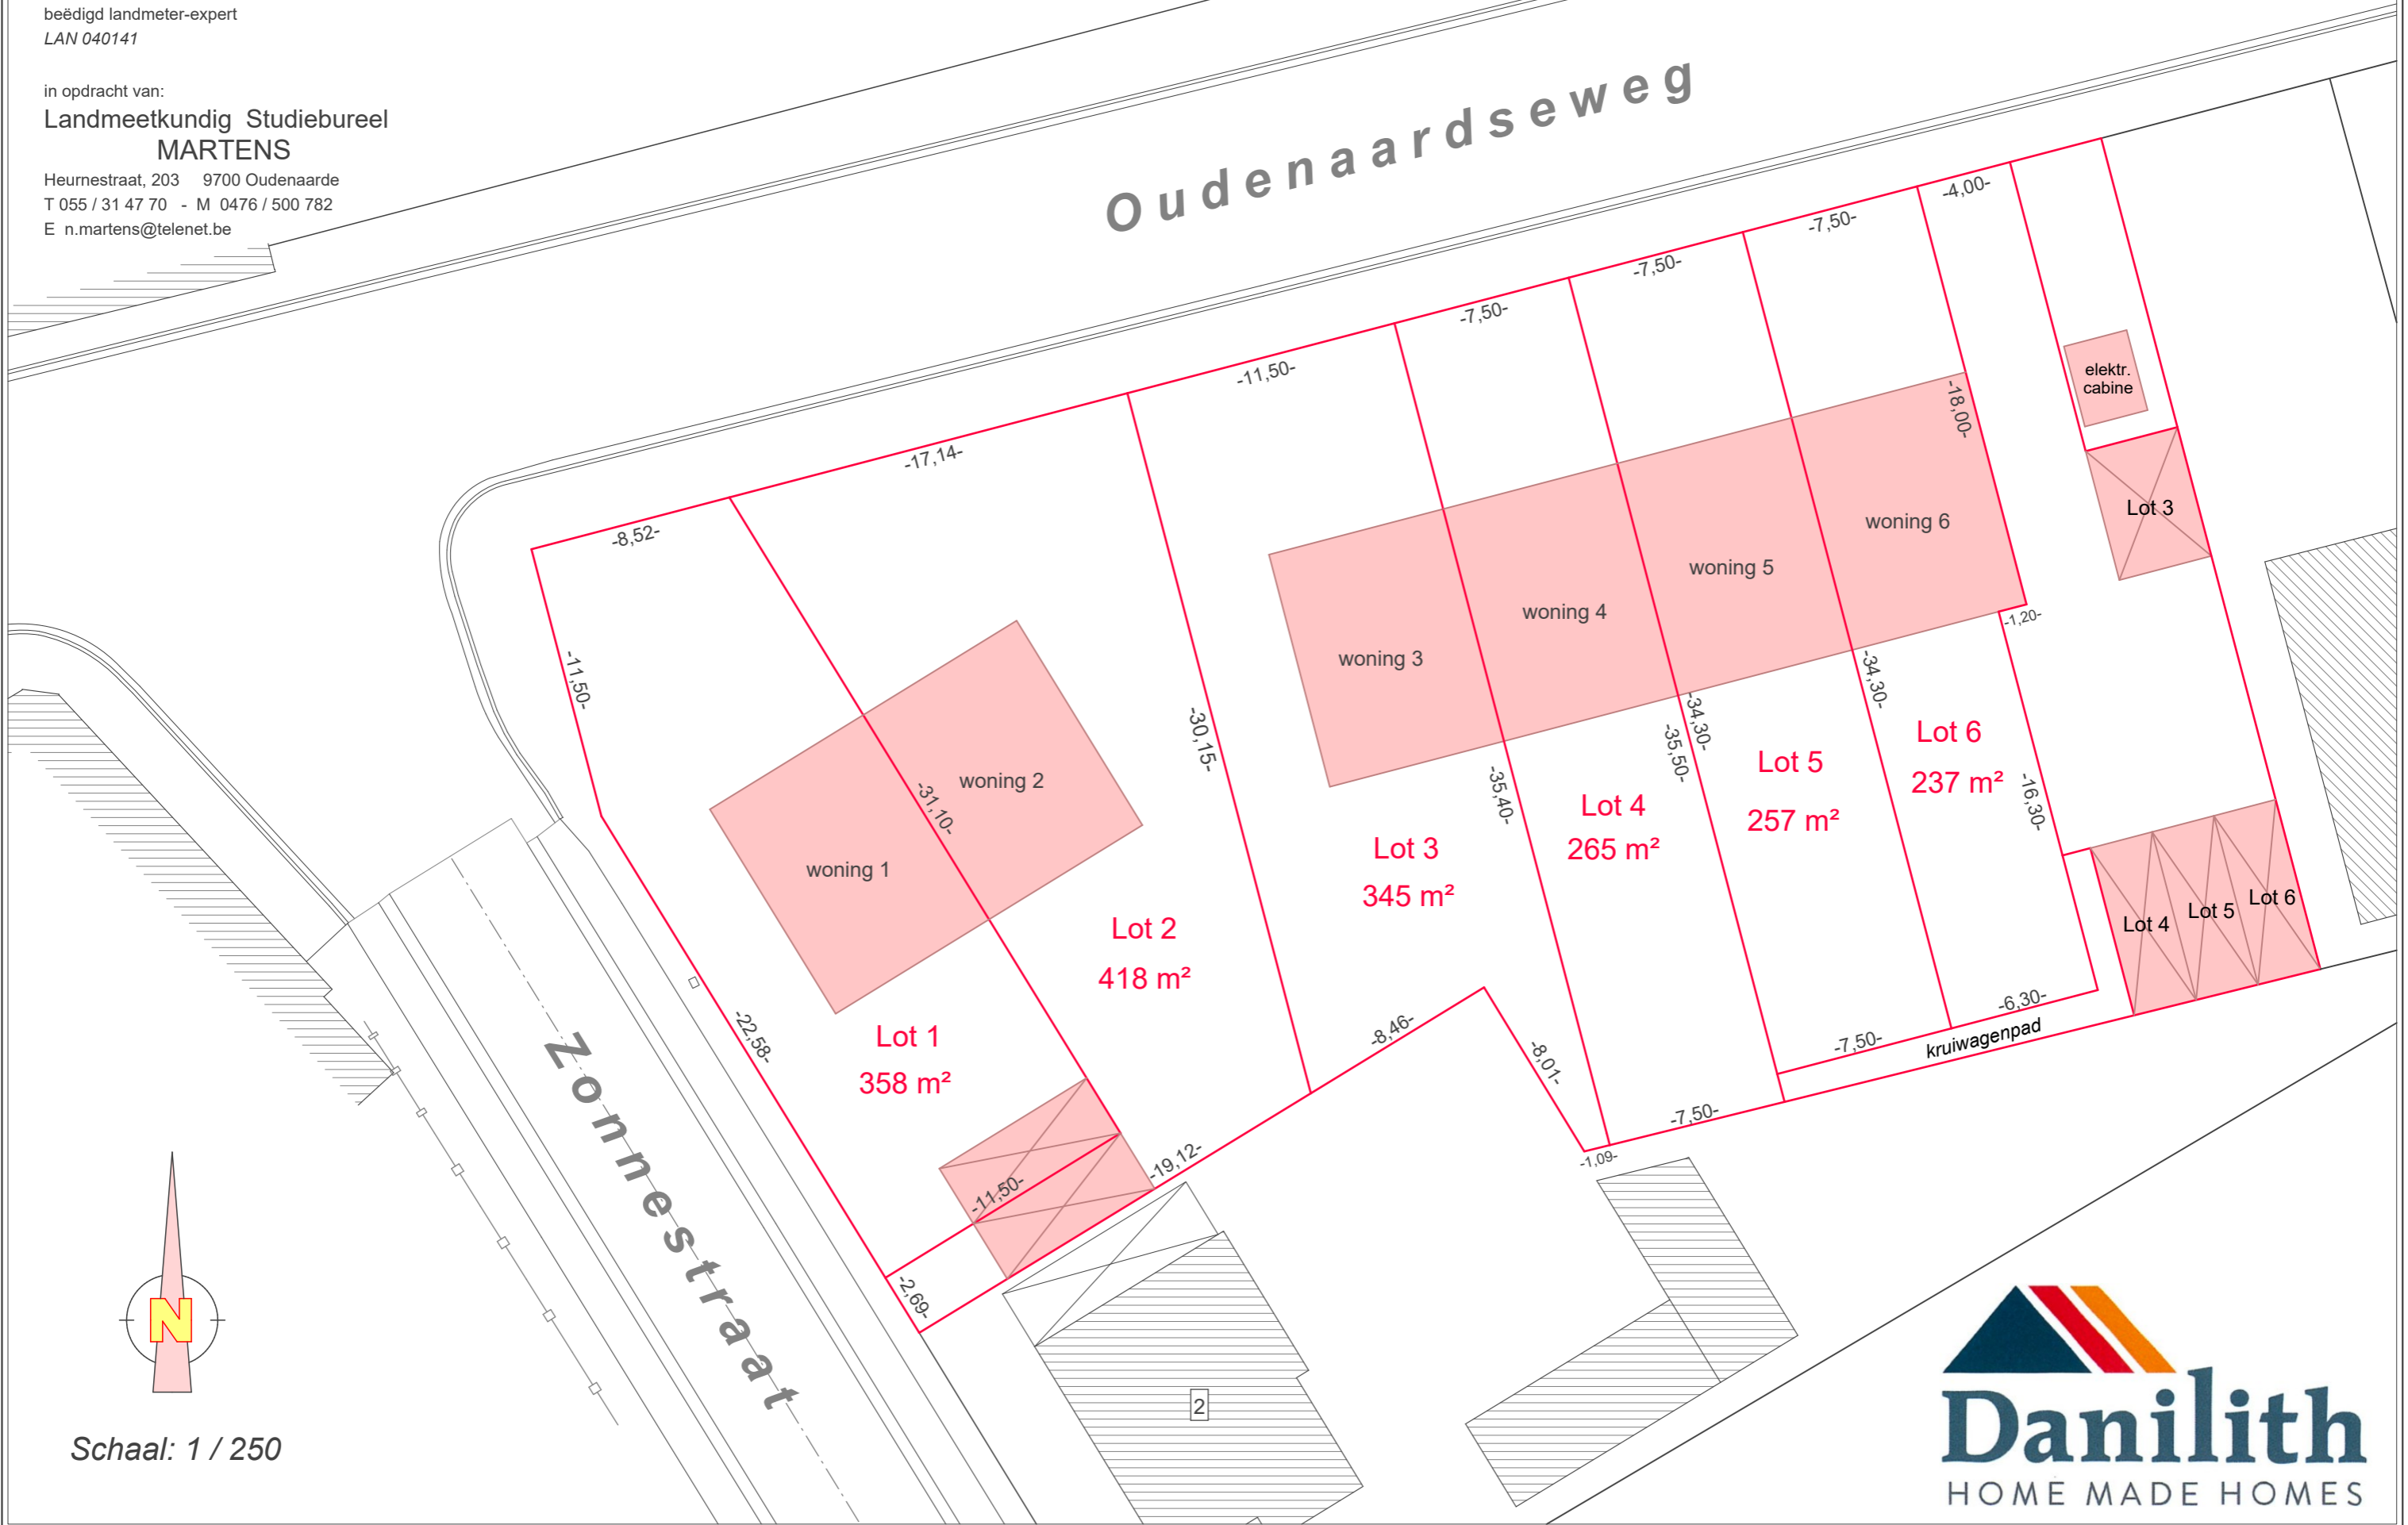 beëdigd landmeter-expert
LAN 040141
in opdracht van:
Landmeetkundig Studiebureel
MARTENS
Heurnestraat, 203 9700 Oudenaarde
T 055 / 31 47 70 - M 0476 / 500 782
E n.martens@telenet.be
Oudenaardseweg
-4,00-
-7,50-
-7,50-
-7,50-
-11,50-
-17,14-
-8,52-
elektr.
cabine
-18,00-
Lot 3
woning 6
woning 5
woning 4
woning 3
-1,20-
-11,50-
-30,15-
-34,30-
-34,30-
-35,50-
-35,40-
-16,30-
woning 2
-31,10-
woning 1
Lot 6
237 m²
Lot 5
257 m²
Lot 4
265 m²
Lot 3
345 m²
Lot 2
418 m²
Lot 1
358 m²
Lot 4
Lot 5
Lot 6
-22,58-
-8,46-
-8,01-
-6,30-
-7,50-
kruiwagenpad
-7,50-
-1,09-
-19,12-
-11,50-
-2,69-
Zonnestraat
N
2
Schaal: 1 / 250
Danilith
HOME MADE HOMES